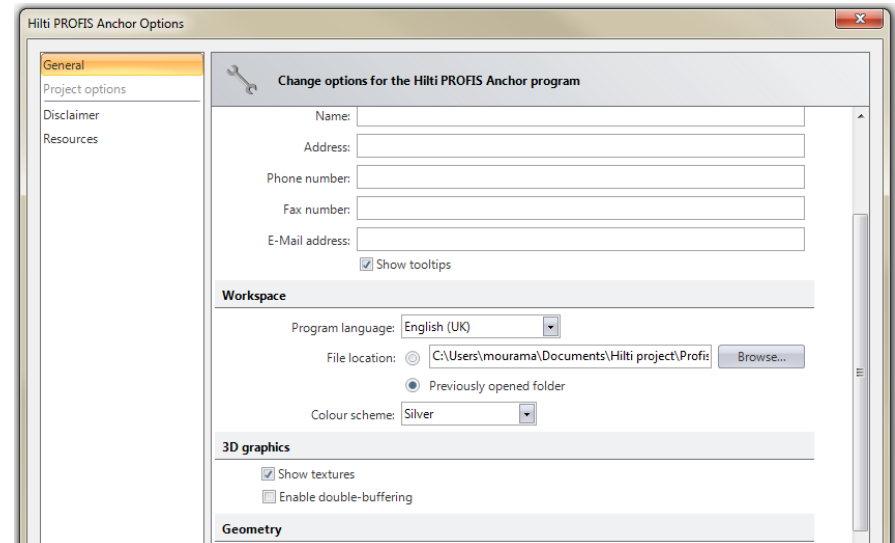 Hilti PROFIS Anchor Options
General
Project options
Disclaimer
Resources
Change options for the Hilti PROFIS Anchor program
Name:
Address:
Phone number:
Fax number:
E-Mail address:
Show tooltips
Workspace
Program language: English (UK)
File location: C:\Users\mourama\Documents\Hilti project\Profis Browse...
Previously opened folder
Colour scheme: Silver
3D graphics
Show textures
Enable double-buffering
Geometry